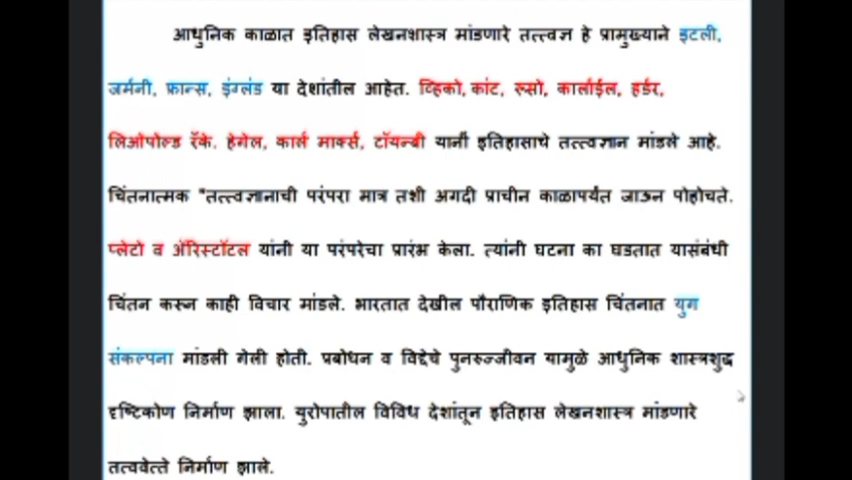 आधुनिक काळात इतिहास लेखनशास्त्र मांडणारे तत्त्वज्ञ हे प्रामुख्याने इटली,
जर्मनी, फ्रान्स, इंग्लंड या देशांतील आहेत. व्हिको, कांट, रुसो, कार्लाईल, हर्डर,
लिओपोल्ड रँके. हेगेल, कार्ल मार्क्स, टॉयन्बी यानी इतिहासाचे तत्त्वज्ञान मांडले आहे.
चिंतनात्मक "तत्त्वज्ञानाची परंपरा मात्र तशी अगदी प्राचीन काळापर्यंत जाऊन पोहोचते.
प्लेटो व ॲरिस्टॉटल यांनी या परंपरेचा प्रारंभ केला. त्यांनी घटना का घडतात यासंबंधी
चिंतन करून काही विचार मांडले. भारतात देखील पौराणिक इतिहास चिंतनात युग
संकल्पना मांडली गेली होती. प्रबोधन व विद्देचे पुनरुज्जीवन यामुळे आधुनिक शास्त्रशुद्ध
दृष्टिकोण निर्माण झाला. युरोपातील विविध देशांतून इतिहास लेखनशास्त्र मांडणारे
तत्ववेत्ते निर्माण झाले.